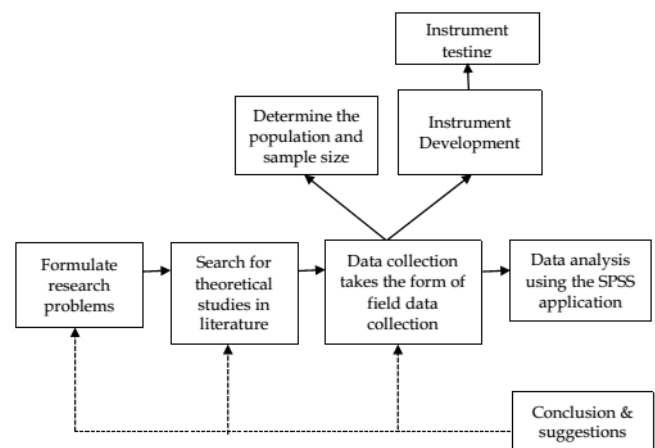 Instrument
testing
Determine the
population and
sample size
Instrument
Development
Formulate
research
problems
Search for
theoretical
studies in
literature
Data collection
takes the form of
field data
collection
Data analysis
using the SPSS
application
Conclusion &
suggestions